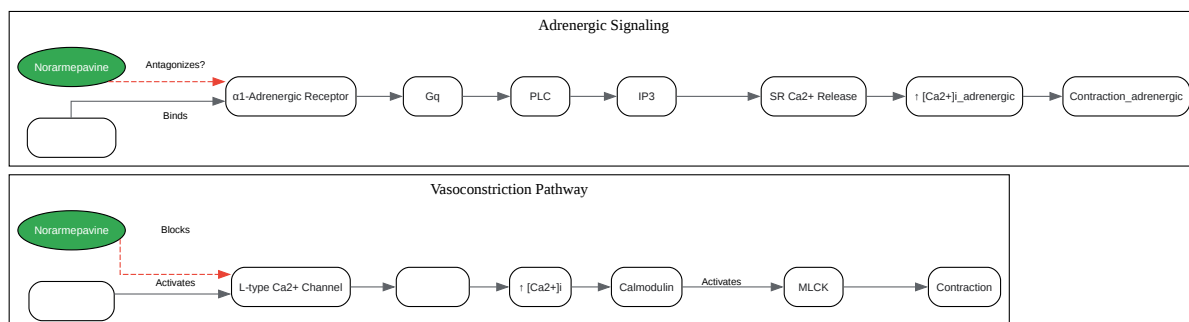 Adrenergic Signaling
Norarmepavine
Antagonizes?
α1-Adrenergic Receptor
Gq
PLC
IP3
SR Ca2+ Release
↑ [Ca2+]i_adrenergic
Contraction_adrenergic
Binds
Vasoconstriction Pathway
Norarmepavine
Blocks
Activates
L-type Ca2+ Channel
↑ [Ca2+]i
Calmodulin
Activates
MLCK
Contraction